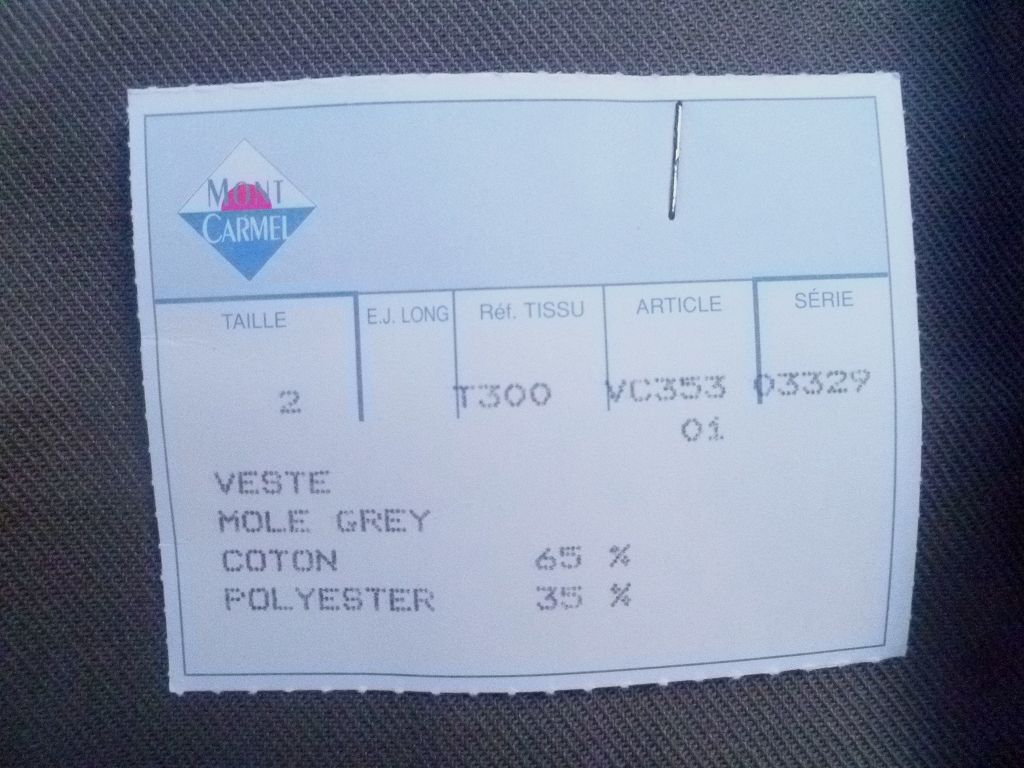 MONT
CARMEL
TAILLE E.J. LONG Réf. TISSU ARTICLE SÉRIE
2 T300 VC353 03329
01
VESTE
MOLE GREY
COTON 65 %
POLYESTER 35 %